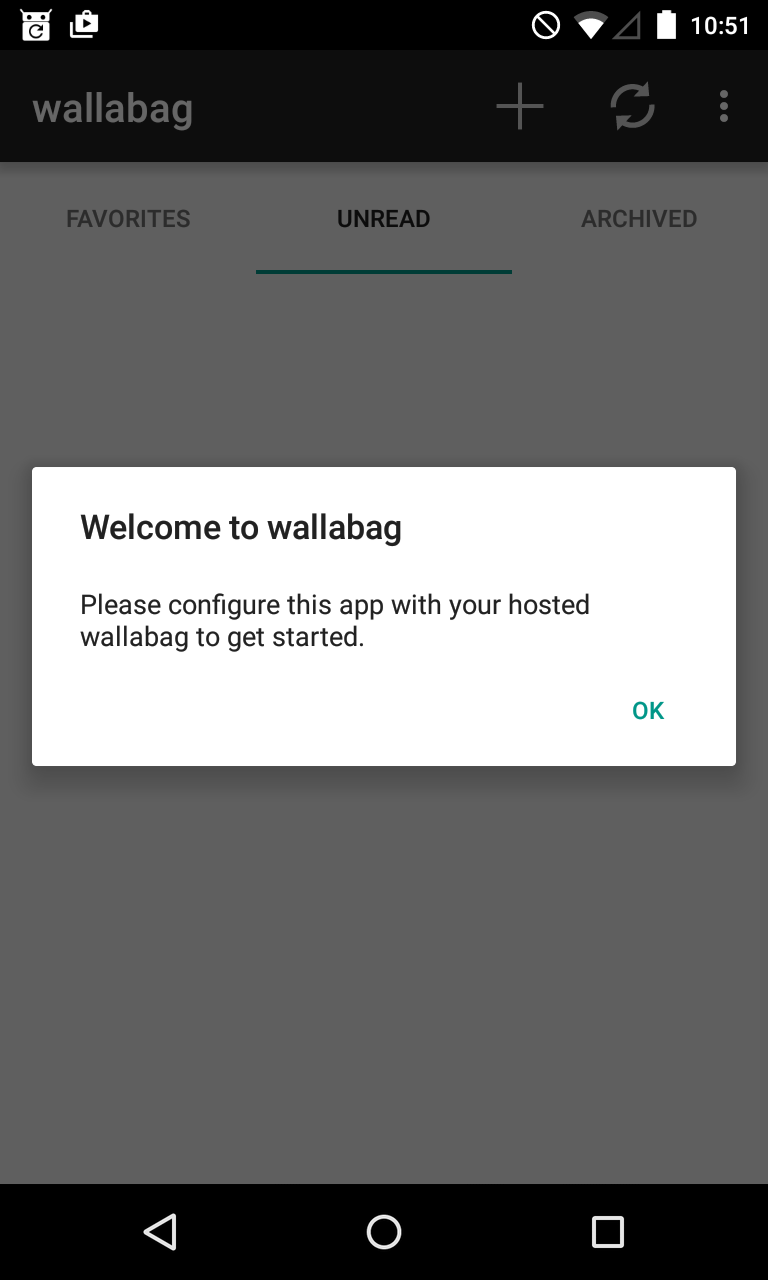 10:51
wallabag
FAVORITES UNREAD ARCHIVED
Welcome to wallabag
Please configure this app with your hosted
wallabag to get started.
OK